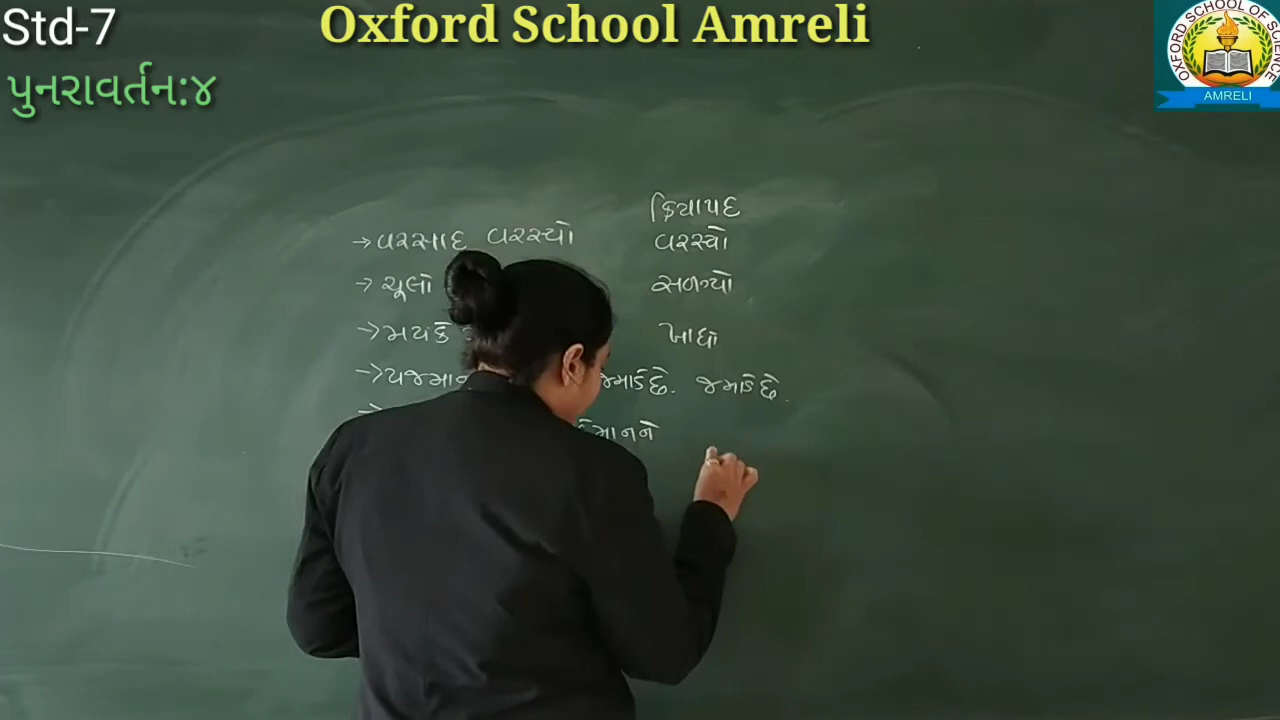 Std-7
Oxford School Amreli
OXFORD SCHOOL OF SCIENCE
AMRELI
પુનરાવર્તન:૪
ક્રિયાપદ
→ વરસાદ વરસ્યો વરસ્યો
→ ચૂલો સળગ્યો
→ મયંકે ખાધો
→ યજમાન જમાડે છે. જમાડે છે.